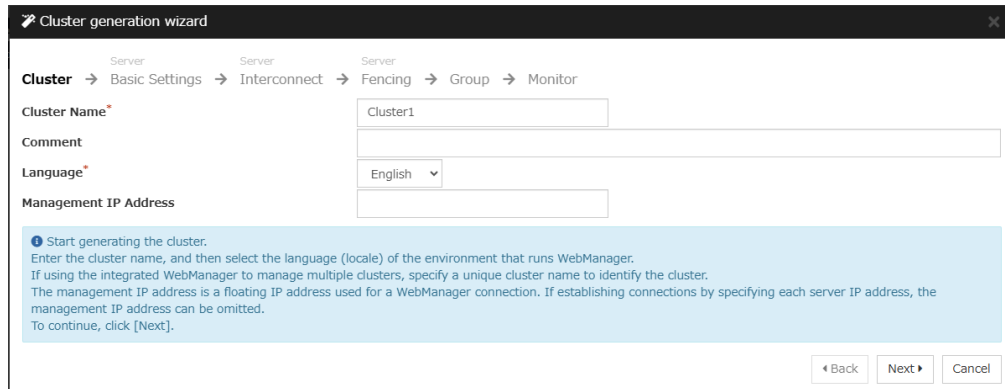 Cluster generation wizard
Server Server Server
Cluster → Basic Settings → Interconnect → Fencing → Group → Monitor
Cluster Name* Cluster1
Comment
Language* English
Management IP Address
Start generating the cluster.
Enter the cluster name, and then select the language (locale) of the environment that runs WebManager.
If using the integrated WebManager to manage multiple clusters, specify a unique cluster name to identify the cluster.
The management IP address is a floating IP address used for a WebManager connection. If establishing connections by specifying each server IP address, the
management IP address can be omitted.
To continue, click [Next].
Back Next Cancel